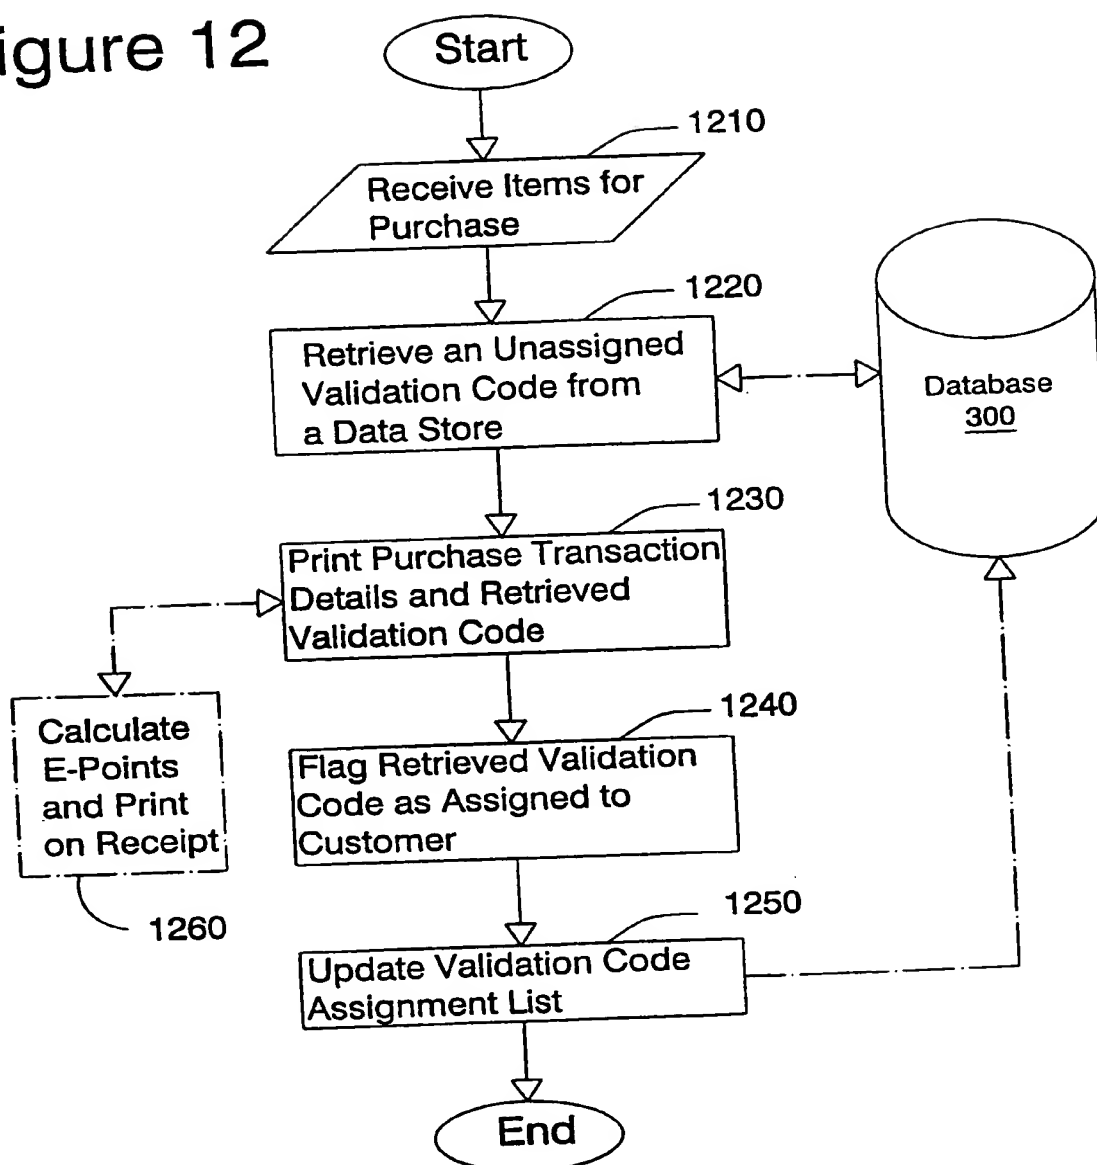 igure 12
Start
1210
Receive Items for
Purchase
1220
Retrieve an Unassigned
Validation Code from
a Data Store
Database
300
1230
Print Purchase Transaction
Details and Retrieved
Validation Code
Calculate
E-Points
and Print
on Receipt
1260
1240
Flag Retrieved Validation
Code as Assigned to
Customer
1250
Update Validation Code
Assignment List
End